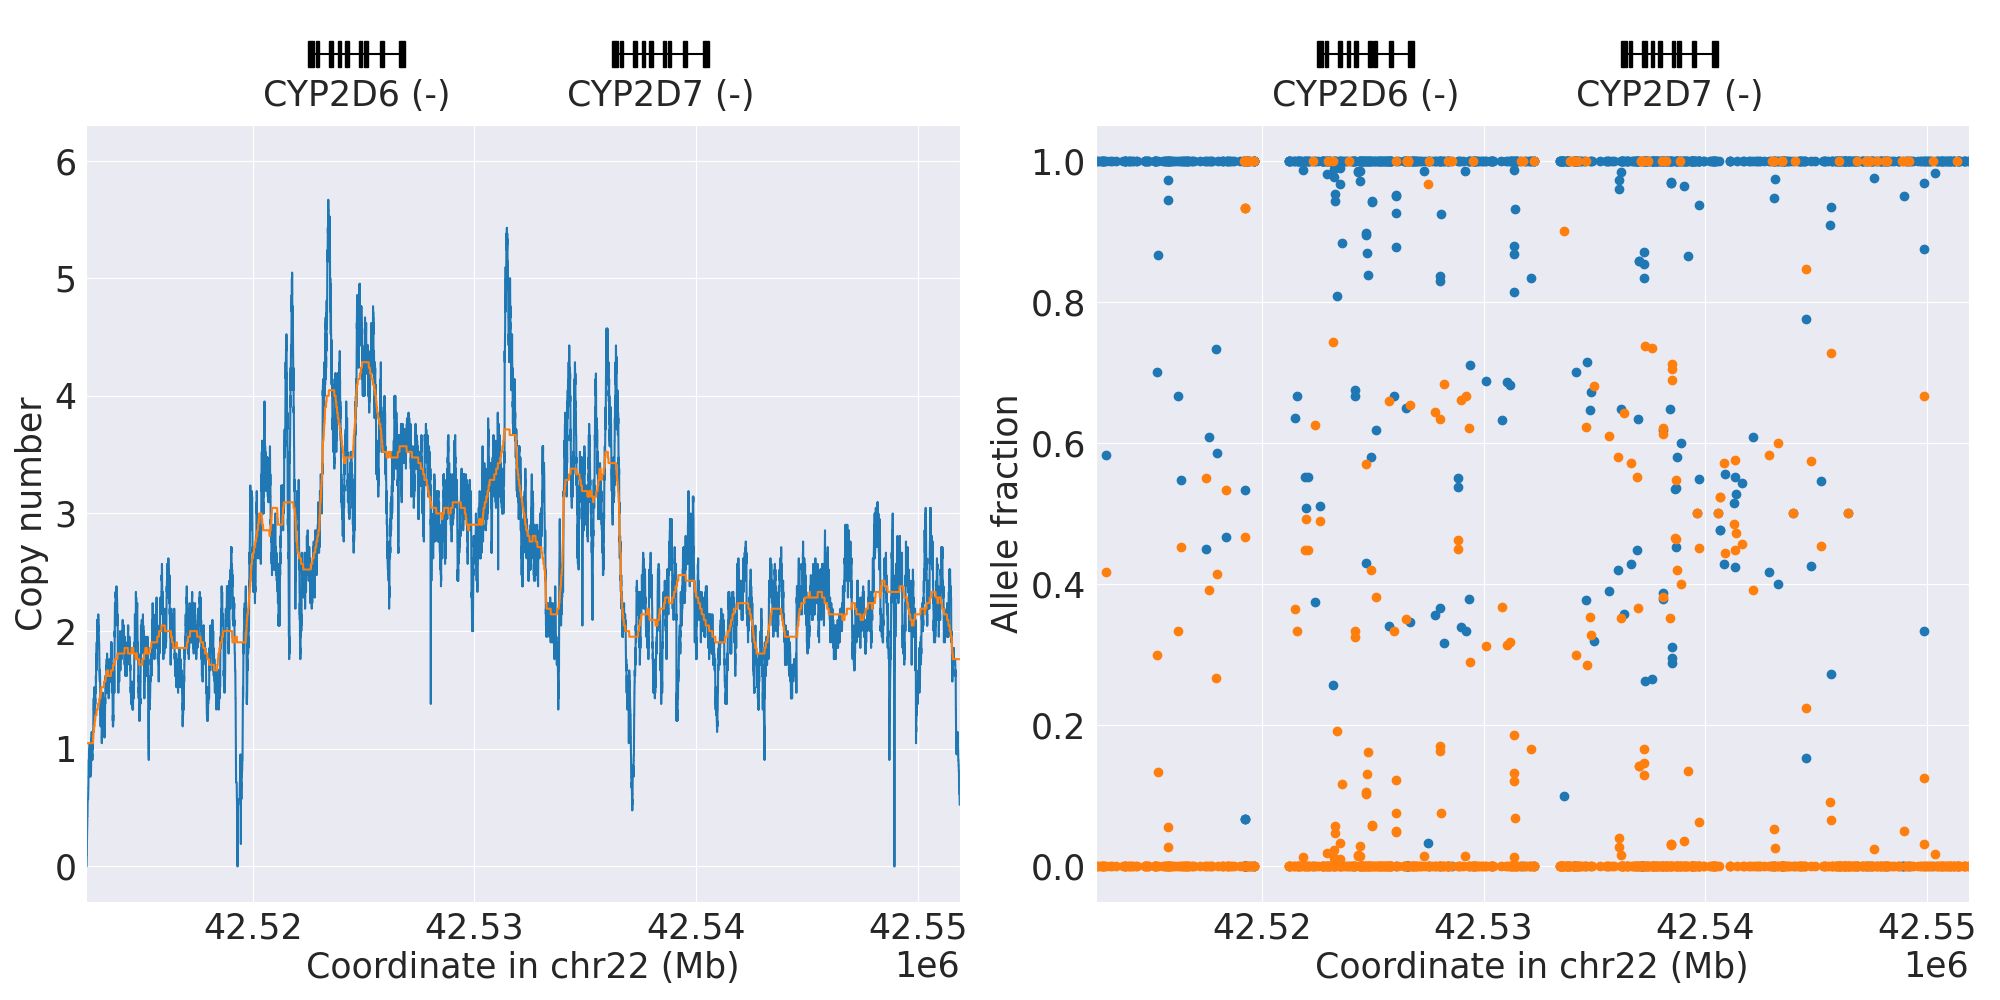 CYP2D6 (-) CYP2D7 (-)
6
5
4
3
2
1
0
Copy number
42.52 42.53 42.54 42.55
Coordinate in chr22 (Mb) 1e6
CYP2D6 (-) CYP2D7 (-)
1.0
0.8
0.6
0.4
0.2
0.0
Allele fraction
42.52 42.53 42.54 42.55
Coordinate in chr22 (Mb) 1e6